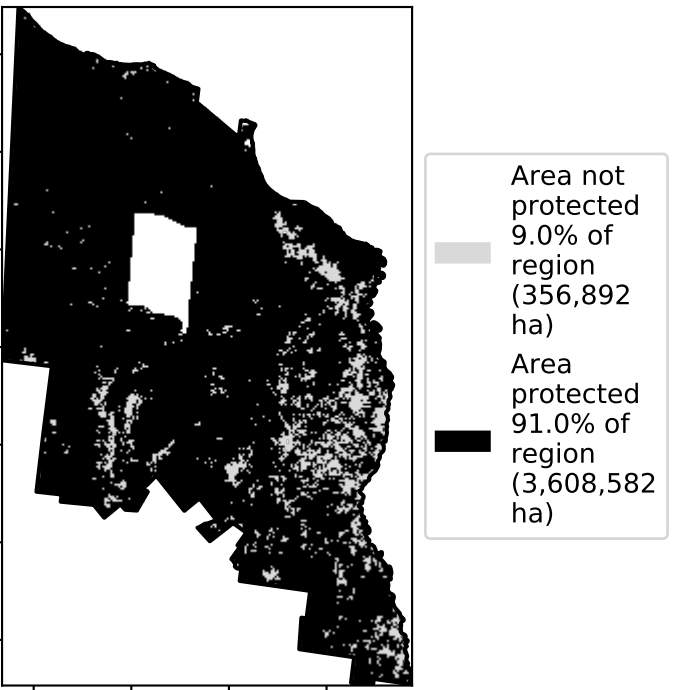 Area not
protected
9.0% of
region
(356,892
ha)
Area
protected
91.0% of
region
(3,608,582
ha)